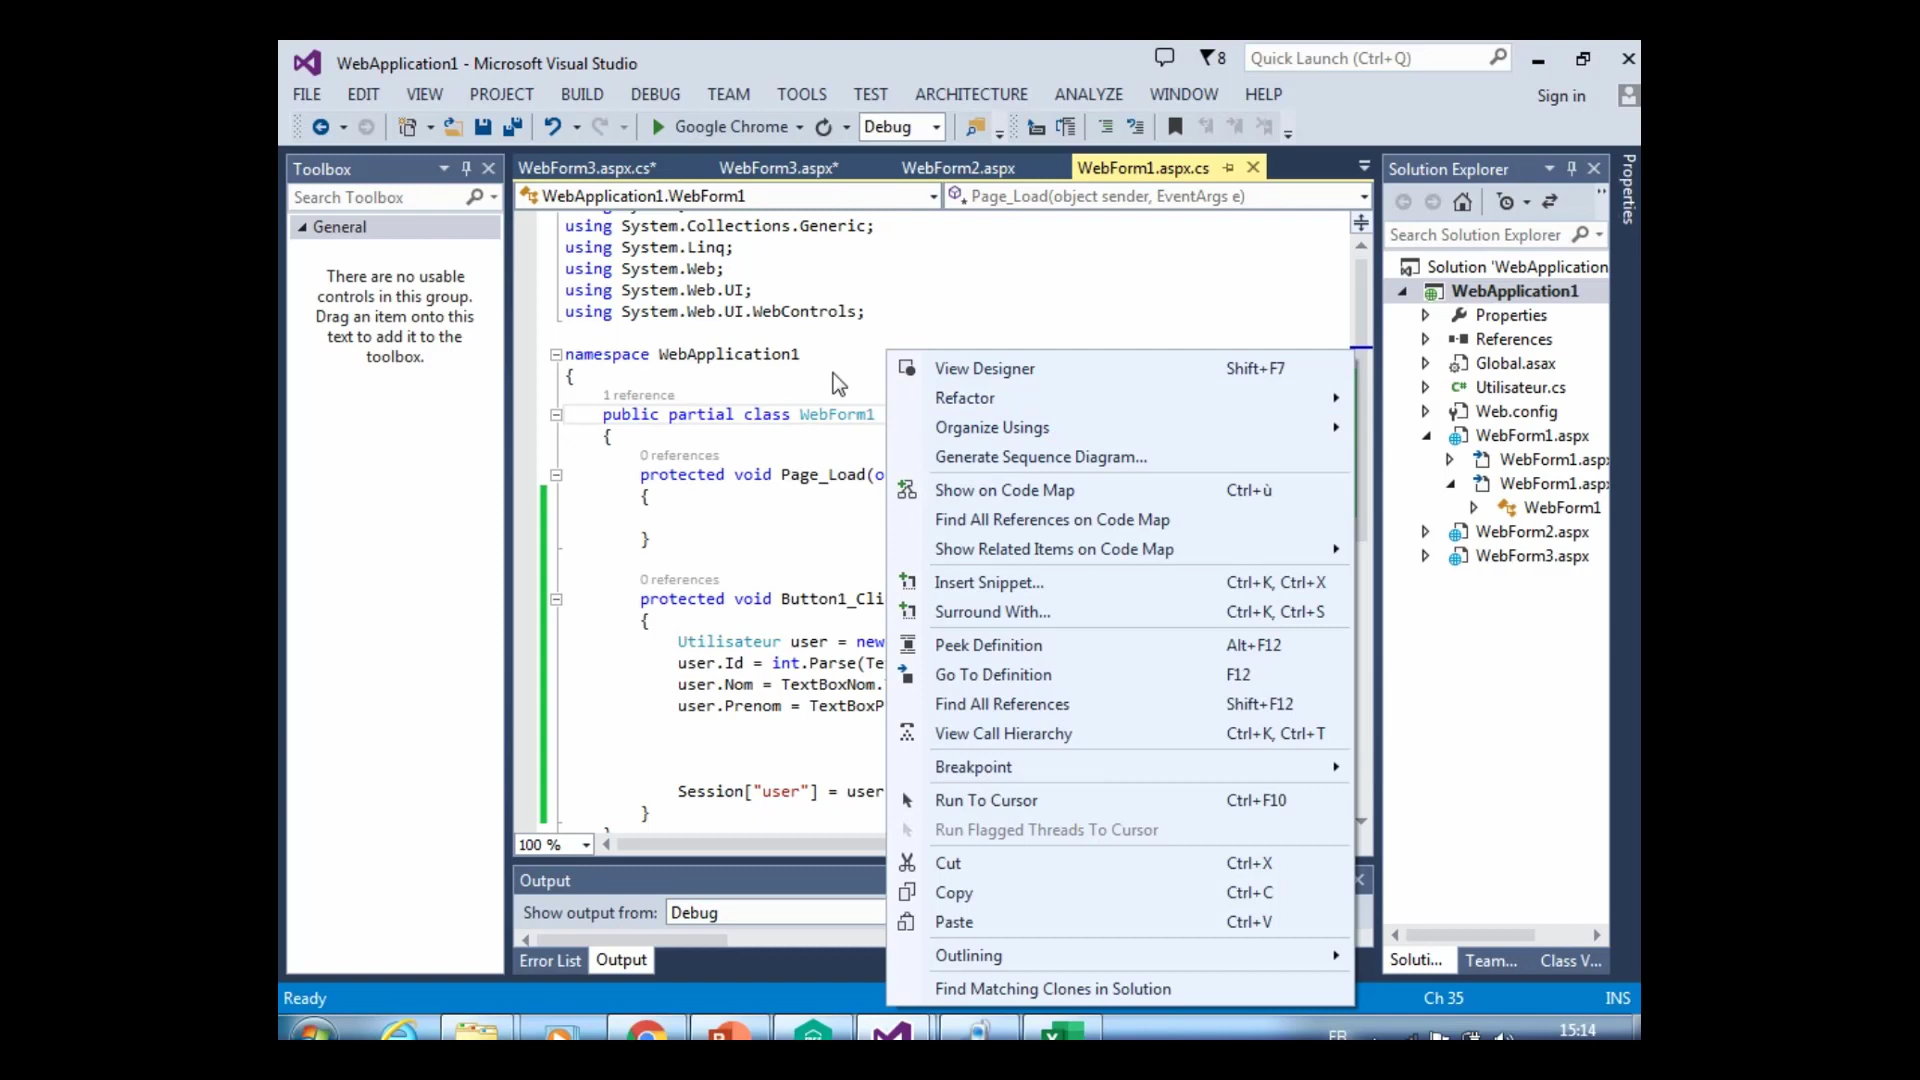 WebApplication1 - Microsoft Visual Studio
8
Quick Launch (Ctrl+Q)
FILE EDIT VIEW PROJECT BUILD DEBUG TEAM TOOLS TEST ARCHITECTURE ANALYZE WINDOW HELP
Sign in
Google Chrome
Debug
Toolbox
Search Toolbox
General
There are no usable
controls in this group.
Drag an item onto this
text to add it to the
toolbox.
WebForm3.aspx.cs* WebForm3.aspx* WebForm2.aspx WebForm1.aspx.cs
WebApplication1.WebForm1
Page_Load(object sender, EventArgs e)
using System.Collections.Generic;
using System.Linq;
using System.Web;
using System.Web.UI;
using System.Web.UI.WebControls;
namespace WebApplication1
{
1 reference
public partial class WebForm1
{
0 references
protected void Page_Load(o
{
}
0 references
protected void Button1_Cli
{
Utilisateur user = new
user.Id = int.Parse(Te
user.Nom = TextBoxNom.
user.Prenom = TextBoxP
Session["user"] = user
}
100 %
Output
Show output from: Debug
Error List Output
View Designer Shift+F7
Refactor
Organize Usings
Generate Sequence Diagram...
Show on Code Map Ctrl+ù
Find All References on Code Map
Show Related Items on Code Map
Insert Snippet... Ctrl+K, Ctrl+X
Surround With... Ctrl+K, Ctrl+S
Peek Definition Alt+F12
Go To Definition F12
Find All References Shift+F12
View Call Hierarchy Ctrl+K, Ctrl+T
Breakpoint
Run To Cursor Ctrl+F10
Run Flagged Threads To Cursor
Cut Ctrl+X
Copy Ctrl+C
Paste Ctrl+V
Outlining
Find Matching Clones in Solution
Solution Explorer
Search Solution Explorer
Solution 'WebApplication
WebApplication1
Properties
References
Global.asax
Utilisateur.cs
Web.config
WebForm1.aspx
WebForm1.asp
WebForm1.asp
WebForm1
WebForm2.aspx
WebForm3.aspx
Soluti... Team... Class V...
Properties
Ready
Ch 35
INS
FR
15:14